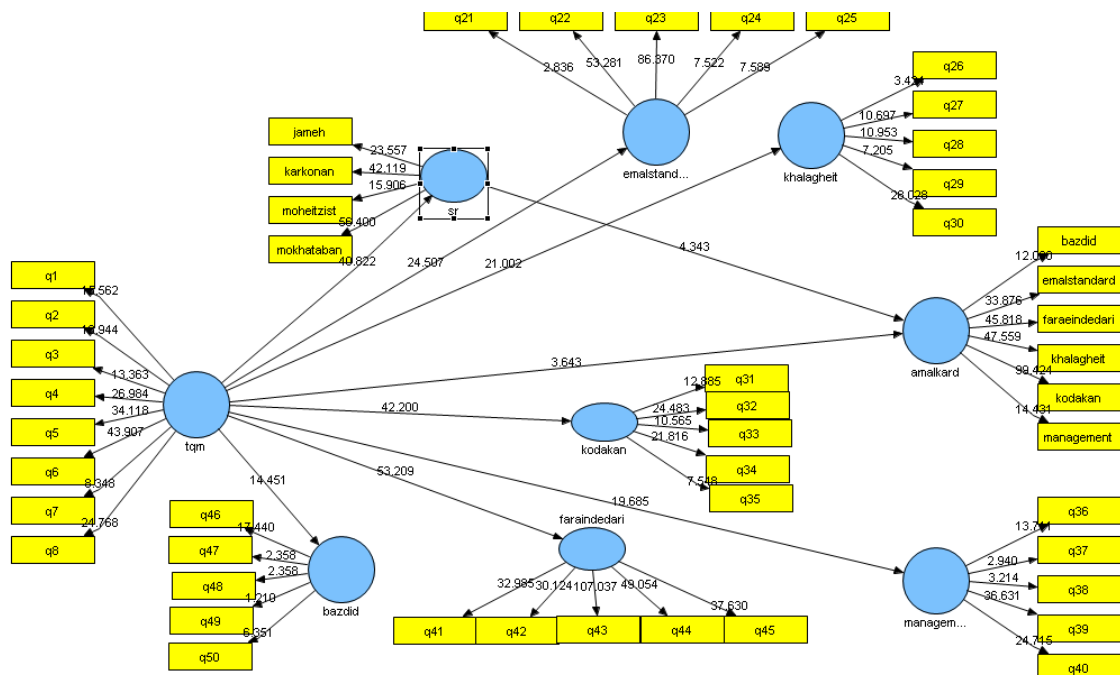 q21
q22
q23
q24
q25
2.836
53.281
86.370
7.522
7.589
emalstand...
q26
q27
q28
q29
q30
10.697
10.953
7.205
28.028
khalagheit
jameh
karkonan
moheitzist
mokhataban
23.557
42.119
15.906
56.400
sr
40.822
24.507
21.002
4.343
3.643
42.200
53.209
19.685
14.451
q1
q2
q3
q4
q5
q6
q7
q8
13.363
26.984
34.118
43.907
8.348
24.768
tqm
bazdid
emalstandard
faraeindedari
khalagheit
kodakan
management
33.876
45.818
47.559
99.424
14.431
amalkard
q31
q32
q33
q34
q35
12.885
24.483
10.565
21.816
7.548
kodakan
q46
q47
q48
q49
q50
17.440
2.358
2.358
1.210
6.351
bazdid
faraindedari
32.985
30.124
107.037
49.054
37.630
q41
q42
q43
q44
q45
q36
q37
q38
q39
q40
2.940
3.214
36.631
24.715
managem...